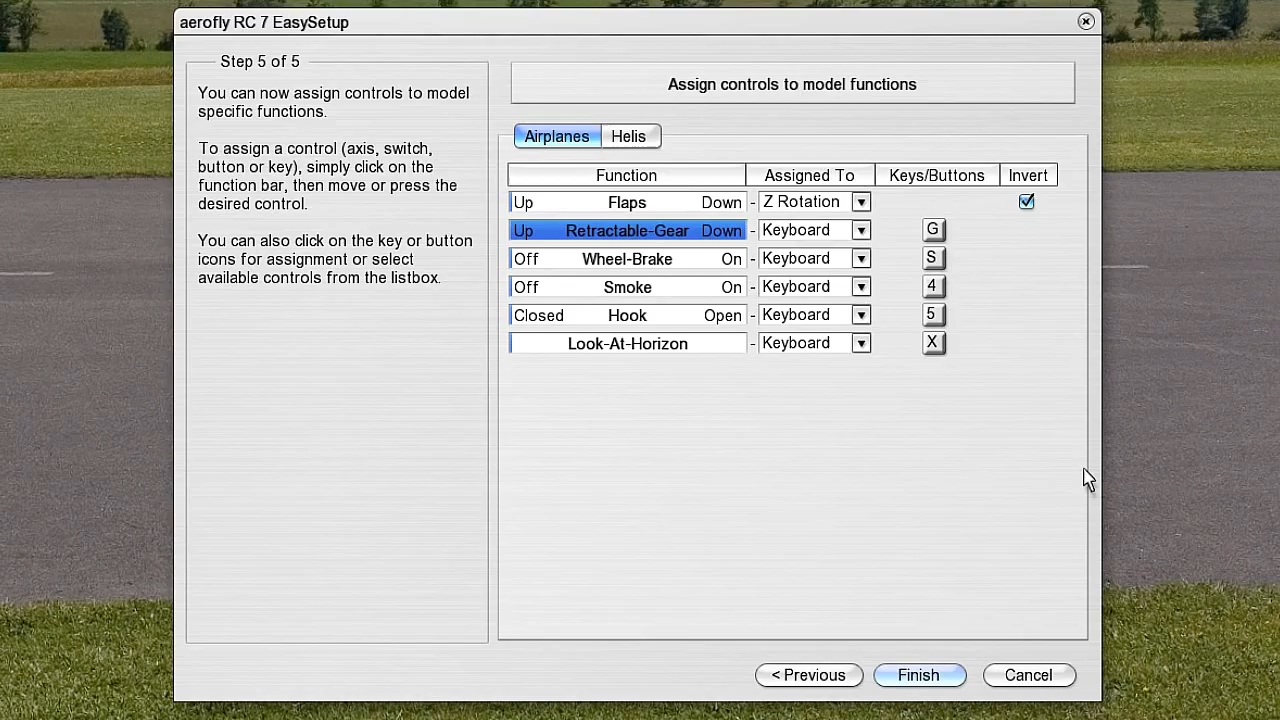 aerofly RC 7 EasySetup
Step 5 of 5
You can now assign controls to model
specific functions.
To assign a control (axis, switch,
button or key), simply click on the
function bar, then move or press the
desired control.
You can also click on the key or button
icons for assignment or select
available controls from the listbox.
Assign controls to model functions
Airplanes Helis
Function Assigned To Keys/Buttons Invert
Up Flaps Down - Z Rotation
Up Retractable-Gear Down - Keyboard G
Off Wheel-Brake On - Keyboard S
Off Smoke On - Keyboard 4
Closed Hook Open - Keyboard 5
Look-At-Horizon - Keyboard X
< Previous Finish Cancel